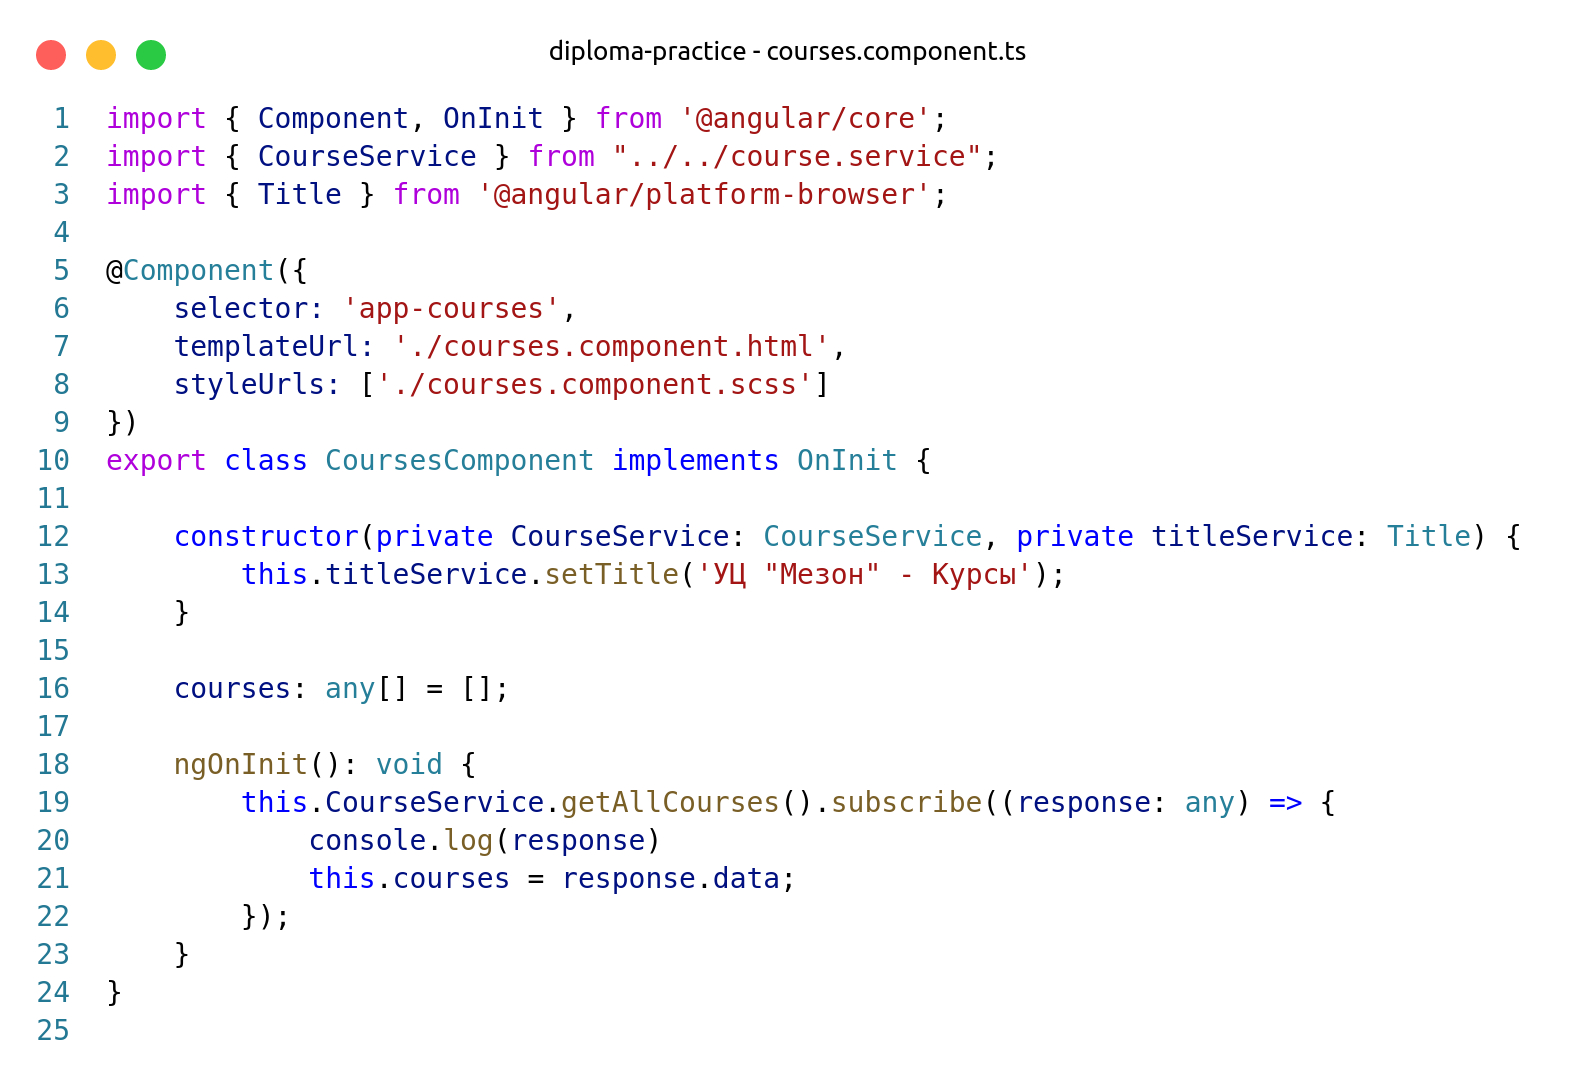 diploma-practice - courses.component.ts
1 import { Component, OnInit } from '@angular/core';
2 import { CourseService } from "../../course.service";
3 import { Title } from '@angular/platform-browser';
4
5 @Component({
6     selector: 'app-courses',
7     templateUrl: './courses.component.html',
8     styleUrls: ['./courses.component.scss']
9 })
10 export class CoursesComponent implements OnInit {
11
12     constructor(private CourseService: CourseService, private titleService: Title) {
13         this.titleService.setTitle('УЦ "Мезон" - Курсы');
14     }
15
16     courses: any[] = [];
17
18     ngOnInit(): void {
19         this.CourseService.getAllCourses().subscribe((response: any) => {
20             console.log(response)
21             this.courses = response.data;
22         });
23     }
24 }
25